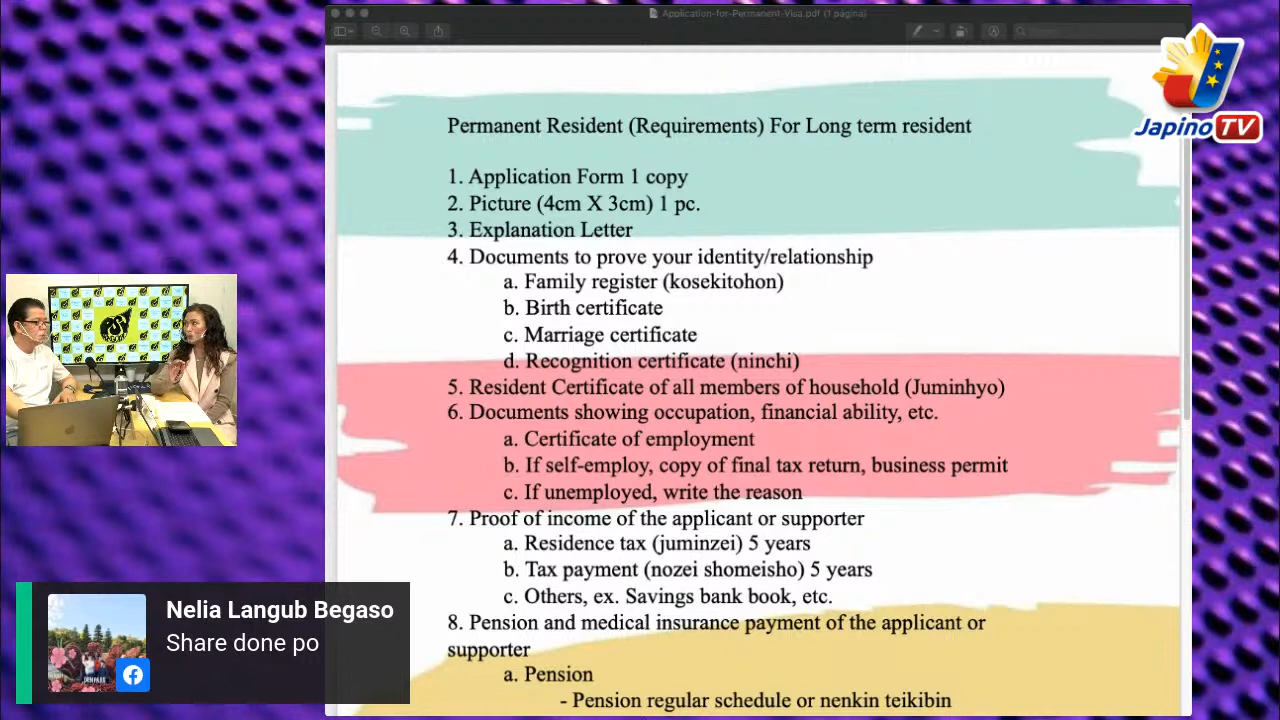 Application-for-Permanent-Visa.pdf (1 página)
Japino TV
Permanent Resident (Requirements) For Long term resident
1. Application Form 1 copy
2. Picture (4cm X 3cm) 1 pc.
3. Explanation Letter
4. Documents to prove your identity/relationship
a. Family register (kosekitohon)
b. Birth certificate
c. Marriage certificate
d. Recognition certificate (ninchi)
5. Resident Certificate of all members of household (Juminhyo)
6. Documents showing occupation, financial ability, etc.
a. Certificate of employment
b. If self-employ, copy of final tax return, business permit
c. If unemployed, write the reason
7. Proof of income of the applicant or supporter
a. Residence tax (juminzei) 5 years
b. Tax payment (nozei shomeisho) 5 years
c. Others, ex. Savings bank book, etc.
8. Pension and medical insurance payment of the applicant or
supporter
a. Pension
- Pension regular schedule or nenkin teikibin
Nelia Langub Begaso
Share done po